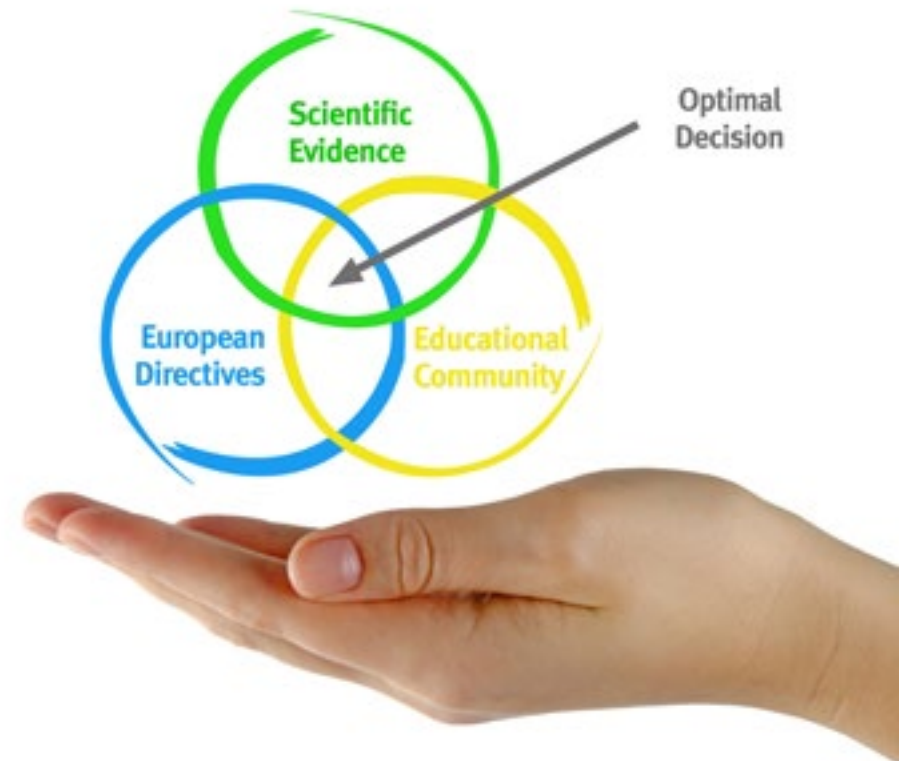 Scientific
Evidence
Optimal
Decision
European
Directives
Educational
Community